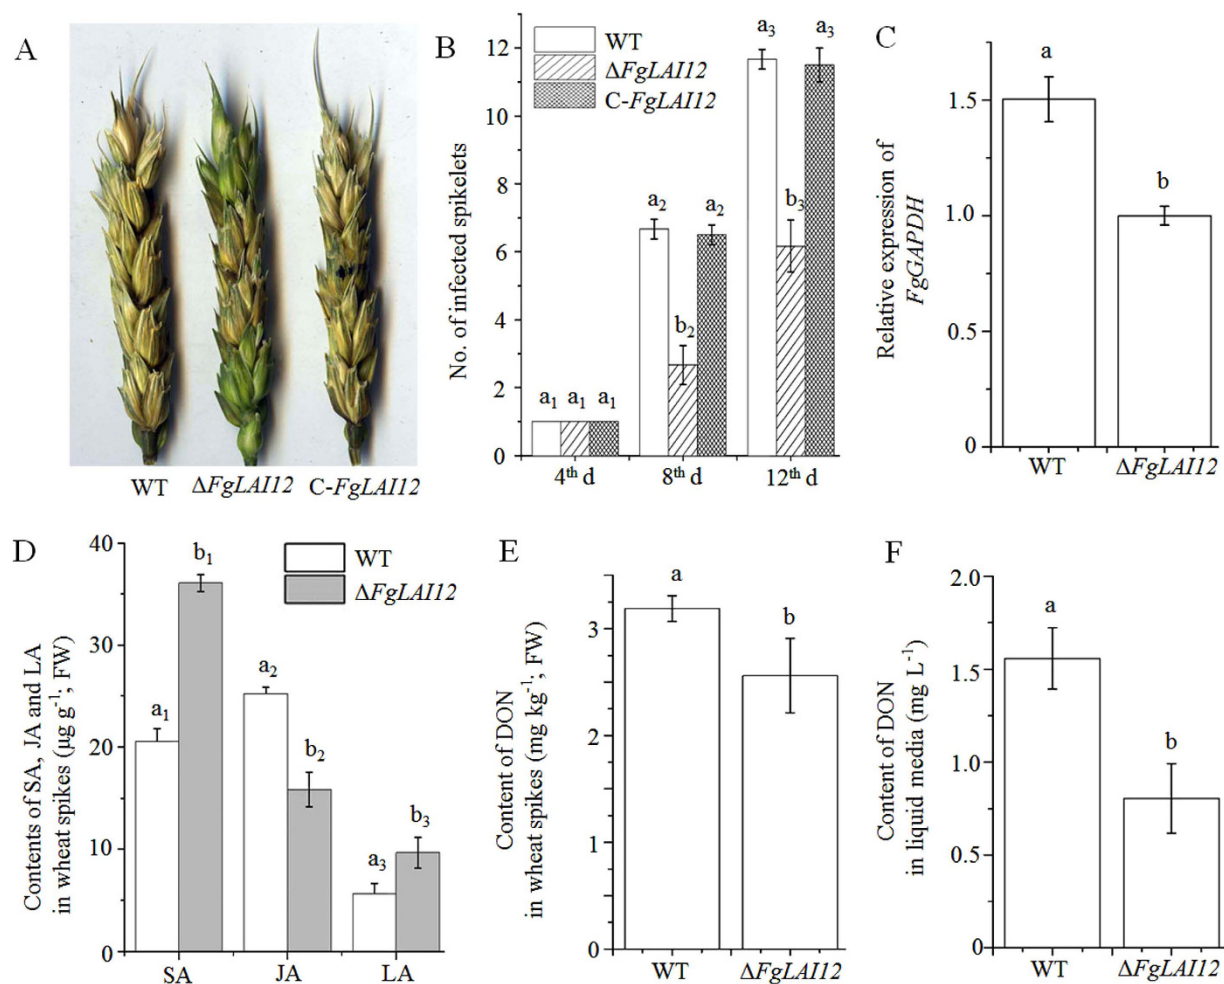 A
WT
ΔFgLAI12
C-FgLAI12
B
No. of infected spikelets
12
10
8
6
4
2
0
WT
ΔFgLAI12
C-FgLAI12
a1 a1 a1
a2
b2
a2
a3
b3
a3
4th d
8th d
12th d
C
Relative expression of
FgGAPDH
1.5
1.0
0.5
0
a
b
WT
ΔFgLAI12
D
Contents of SA, JA and LA
in wheat spikes (μg g-1; FW)
40
30
20
10
0
WT
ΔFgLAI12
a1
b1
a2
b2
a3
b3
SA
JA
LA
E
Content of DON
in wheat spikes (mg kg-1; FW)
3
2
1
0
a
b
WT
ΔFgLAI12
F
Content of DON
in liquid media (mg L-1)
2.0
1.5
1.0
0.5
0
a
b
WT
ΔFgLAI12